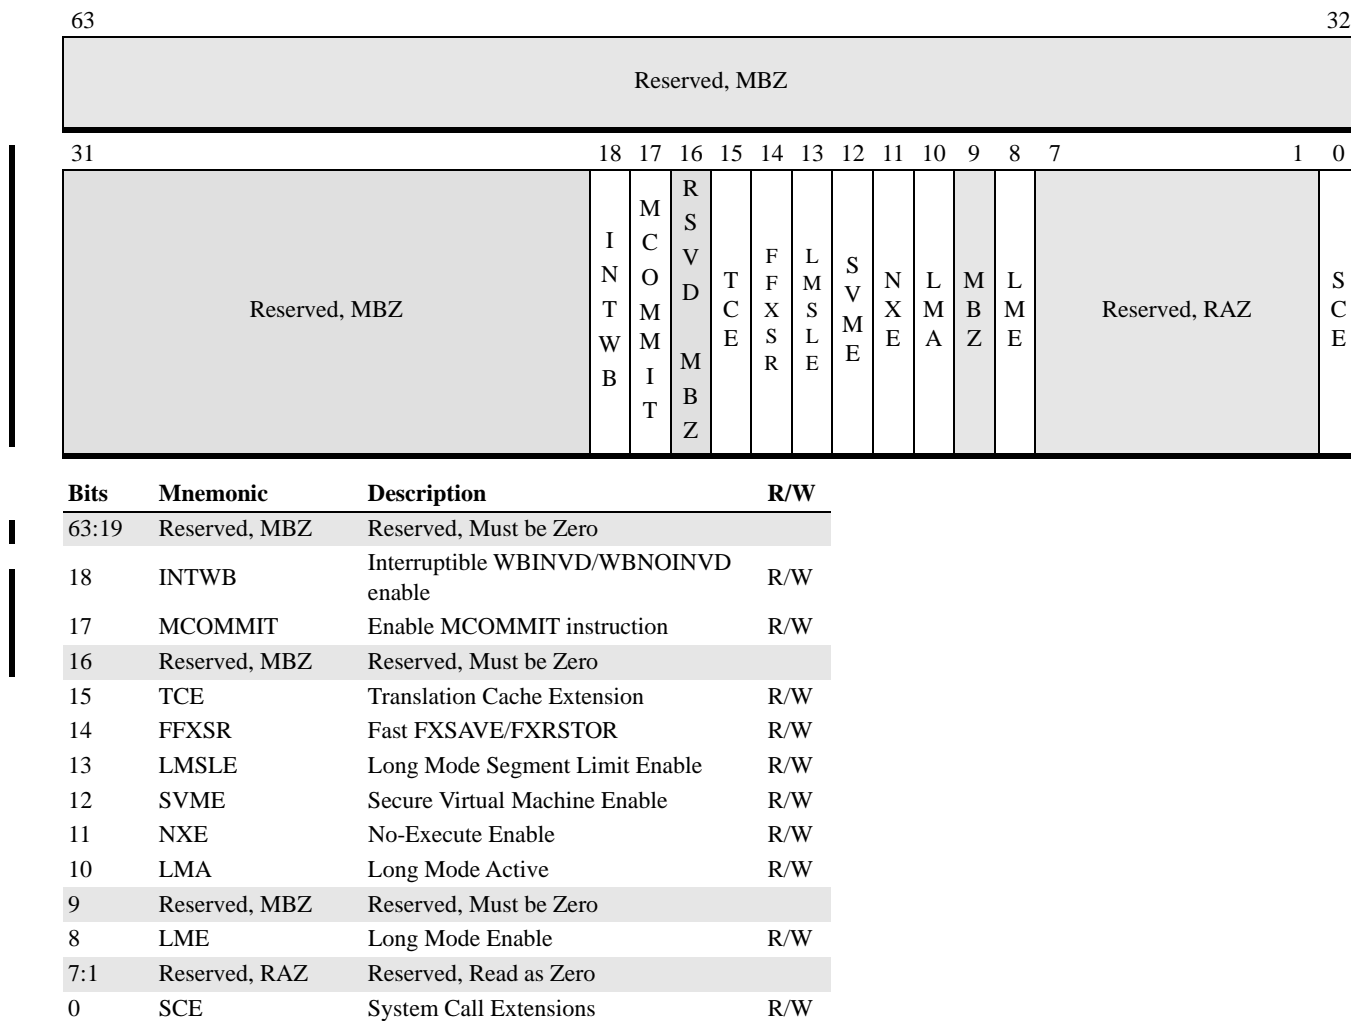 63 32
Reserved, MBZ
31 18 17 16 15 14 13 12 11 10 9 8 7 1 0
Reserved, MBZ INTWB MCOMMIT RSVD MBZ TCE FFXSR LMSLE SVME NXE LMA MBZ LME Reserved, RAZ SCE
Bits Mnemonic Description R/W
63:19 Reserved, MBZ Reserved, Must be Zero
18 INTWB Interruptible WBINVD/WBNOINVD
enable R/W
17 MCOMMIT Enable MCOMMIT instruction R/W
16 Reserved, MBZ Reserved, Must be Zero
15 TCE Translation Cache Extension R/W
14 FFXSR Fast FXSAVE/FXRSTOR R/W
13 LMSLE Long Mode Segment Limit Enable R/W
12 SVME Secure Virtual Machine Enable R/W
11 NXE No-Execute Enable R/W
10 LMA Long Mode Active R/W
9 Reserved, MBZ Reserved, Must be Zero
8 LME Long Mode Enable R/W
7:1 Reserved, RAZ Reserved, Read as Zero
0 SCE System Call Extensions R/W